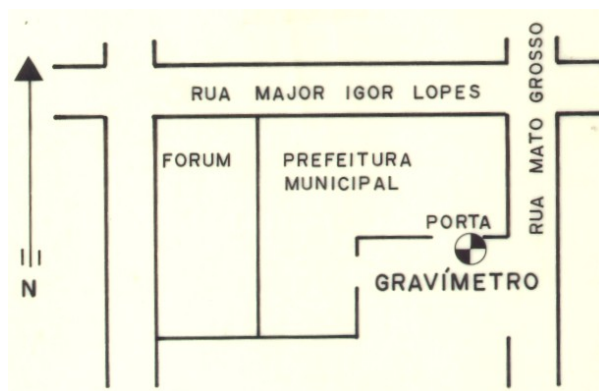 RUA MAJOR IGOR LOPES
RUA MATO GROSSO
FORUM
PREFEITURA
MUNICIPAL
PORTA
GRAVÍMETRO
N